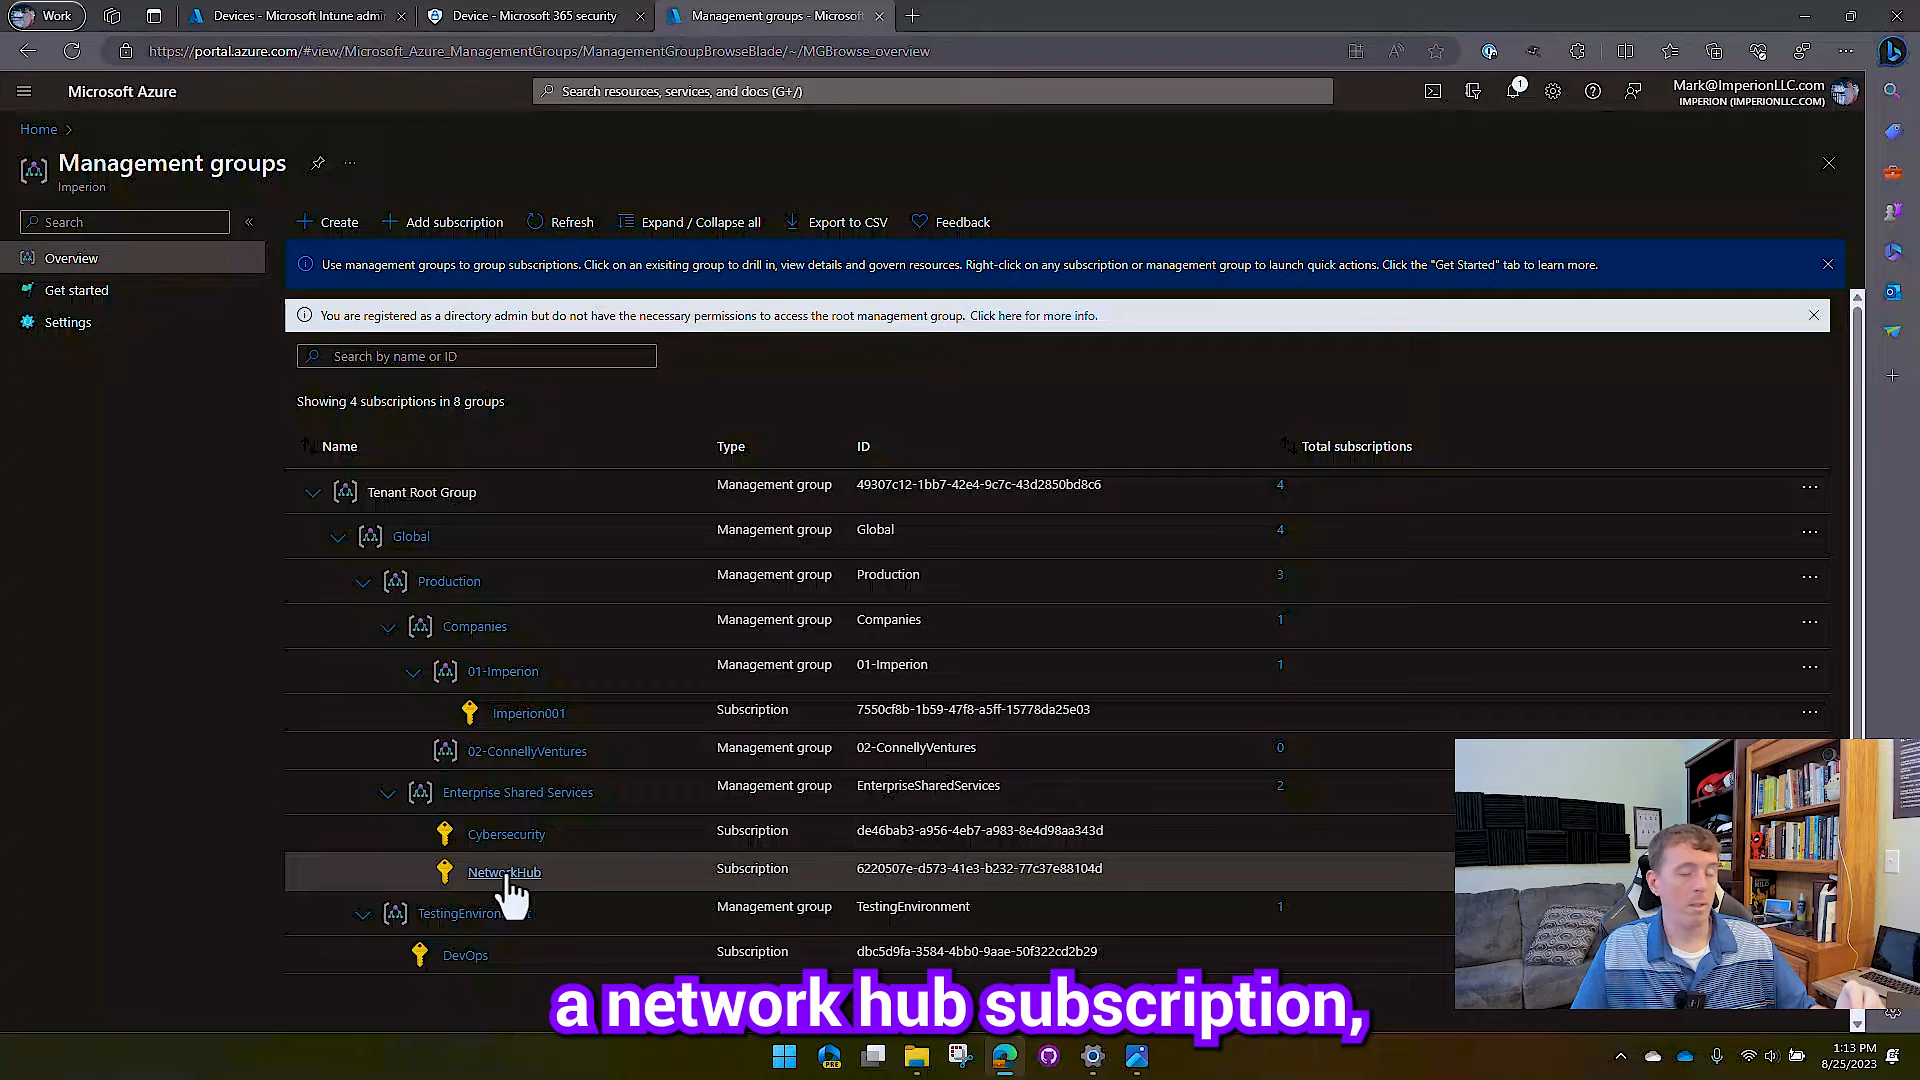 Work
Devices - Microsoft Intune admin
Device - Microsoft 365 security
Management groups - Microsoft
https://portal.azure.com/#view/Microsoft_Azure_ManagementGroups/ManagementGroupBrowseBlade/~/MGBrowse_overview
Microsoft Azure
Search resources, services, and docs (G+/)
1
Mark@ImperionLLC.com
IMPERION (IMPERIONLLC.COM)
Home
Management groups
Imperion
Search
Overview
Get started
Settings
Create
Add subscription
Refresh
Expand / Collapse all
Export to CSV
Feedback
Use management groups to group subscriptions. Click on an exisiting group to drill in, view details and govern resources. Right-click on any subscription or management group to launch quick actions. Click the "Get Started" tab to learn more.
You are registered as a directory admin but do not have the necessary permissions to access the root management group. Click here for more info.
Search by name or ID
Showing 4 subscriptions in 8 groups
Name Type ID Total subscriptions
Tenant Root Group Management group 49307c12-1bb7-42e4-9c7c-43d2850bd8c6 4
Global Management group Global 4
Production Management group Production 3
Companies Management group Companies 1
01-Imperion Management group 01-Imperion 1
Imperion001 Subscription 7550cf8b-1b59-47f8-a5ff-15778da25e03
02-ConnellyVentures Management group 02-ConnellyVentures 0
Enterprise Shared Services Management group EnterpriseSharedServices 2
Cybersecurity Subscription de46bab3-a956-4eb7-a983-8e4d98aa343d
NetworkHub Subscription 6220507e-d573-41e3-b232-77c37e88104d
TestingEnvironment Management group TestingEnvironment 1
DevOps Subscription dbc5d9fa-3584-4bb0-9aae-50f322cd2b29
a network hub subscription,
PRE
1:13 PM
8/25/2023